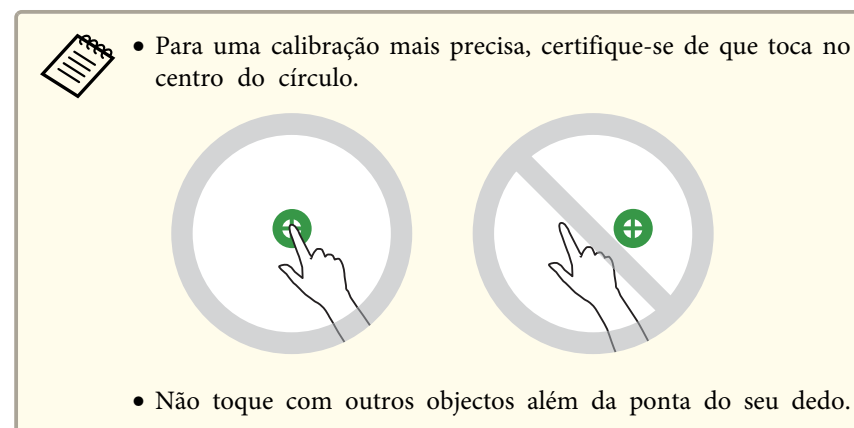 • Para uma calibração mais precisa, certifique-se de que toca no
centro do círculo.
• Não toque com outros objectos além da ponta do seu dedo.